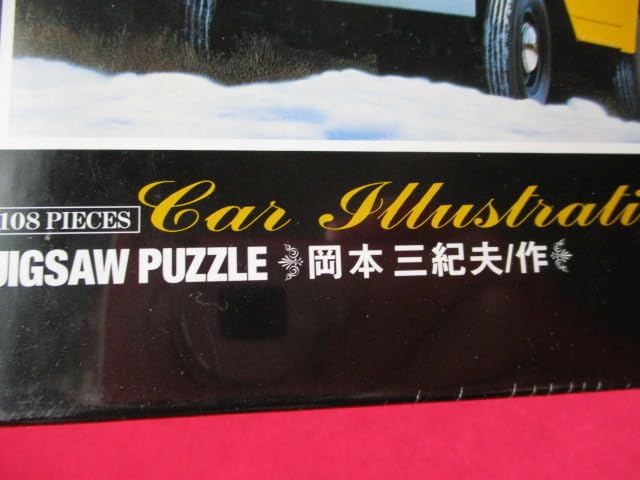 108 PIECES Car Illustrati
JIGSAW PUZZLE 岡本三紀夫/作